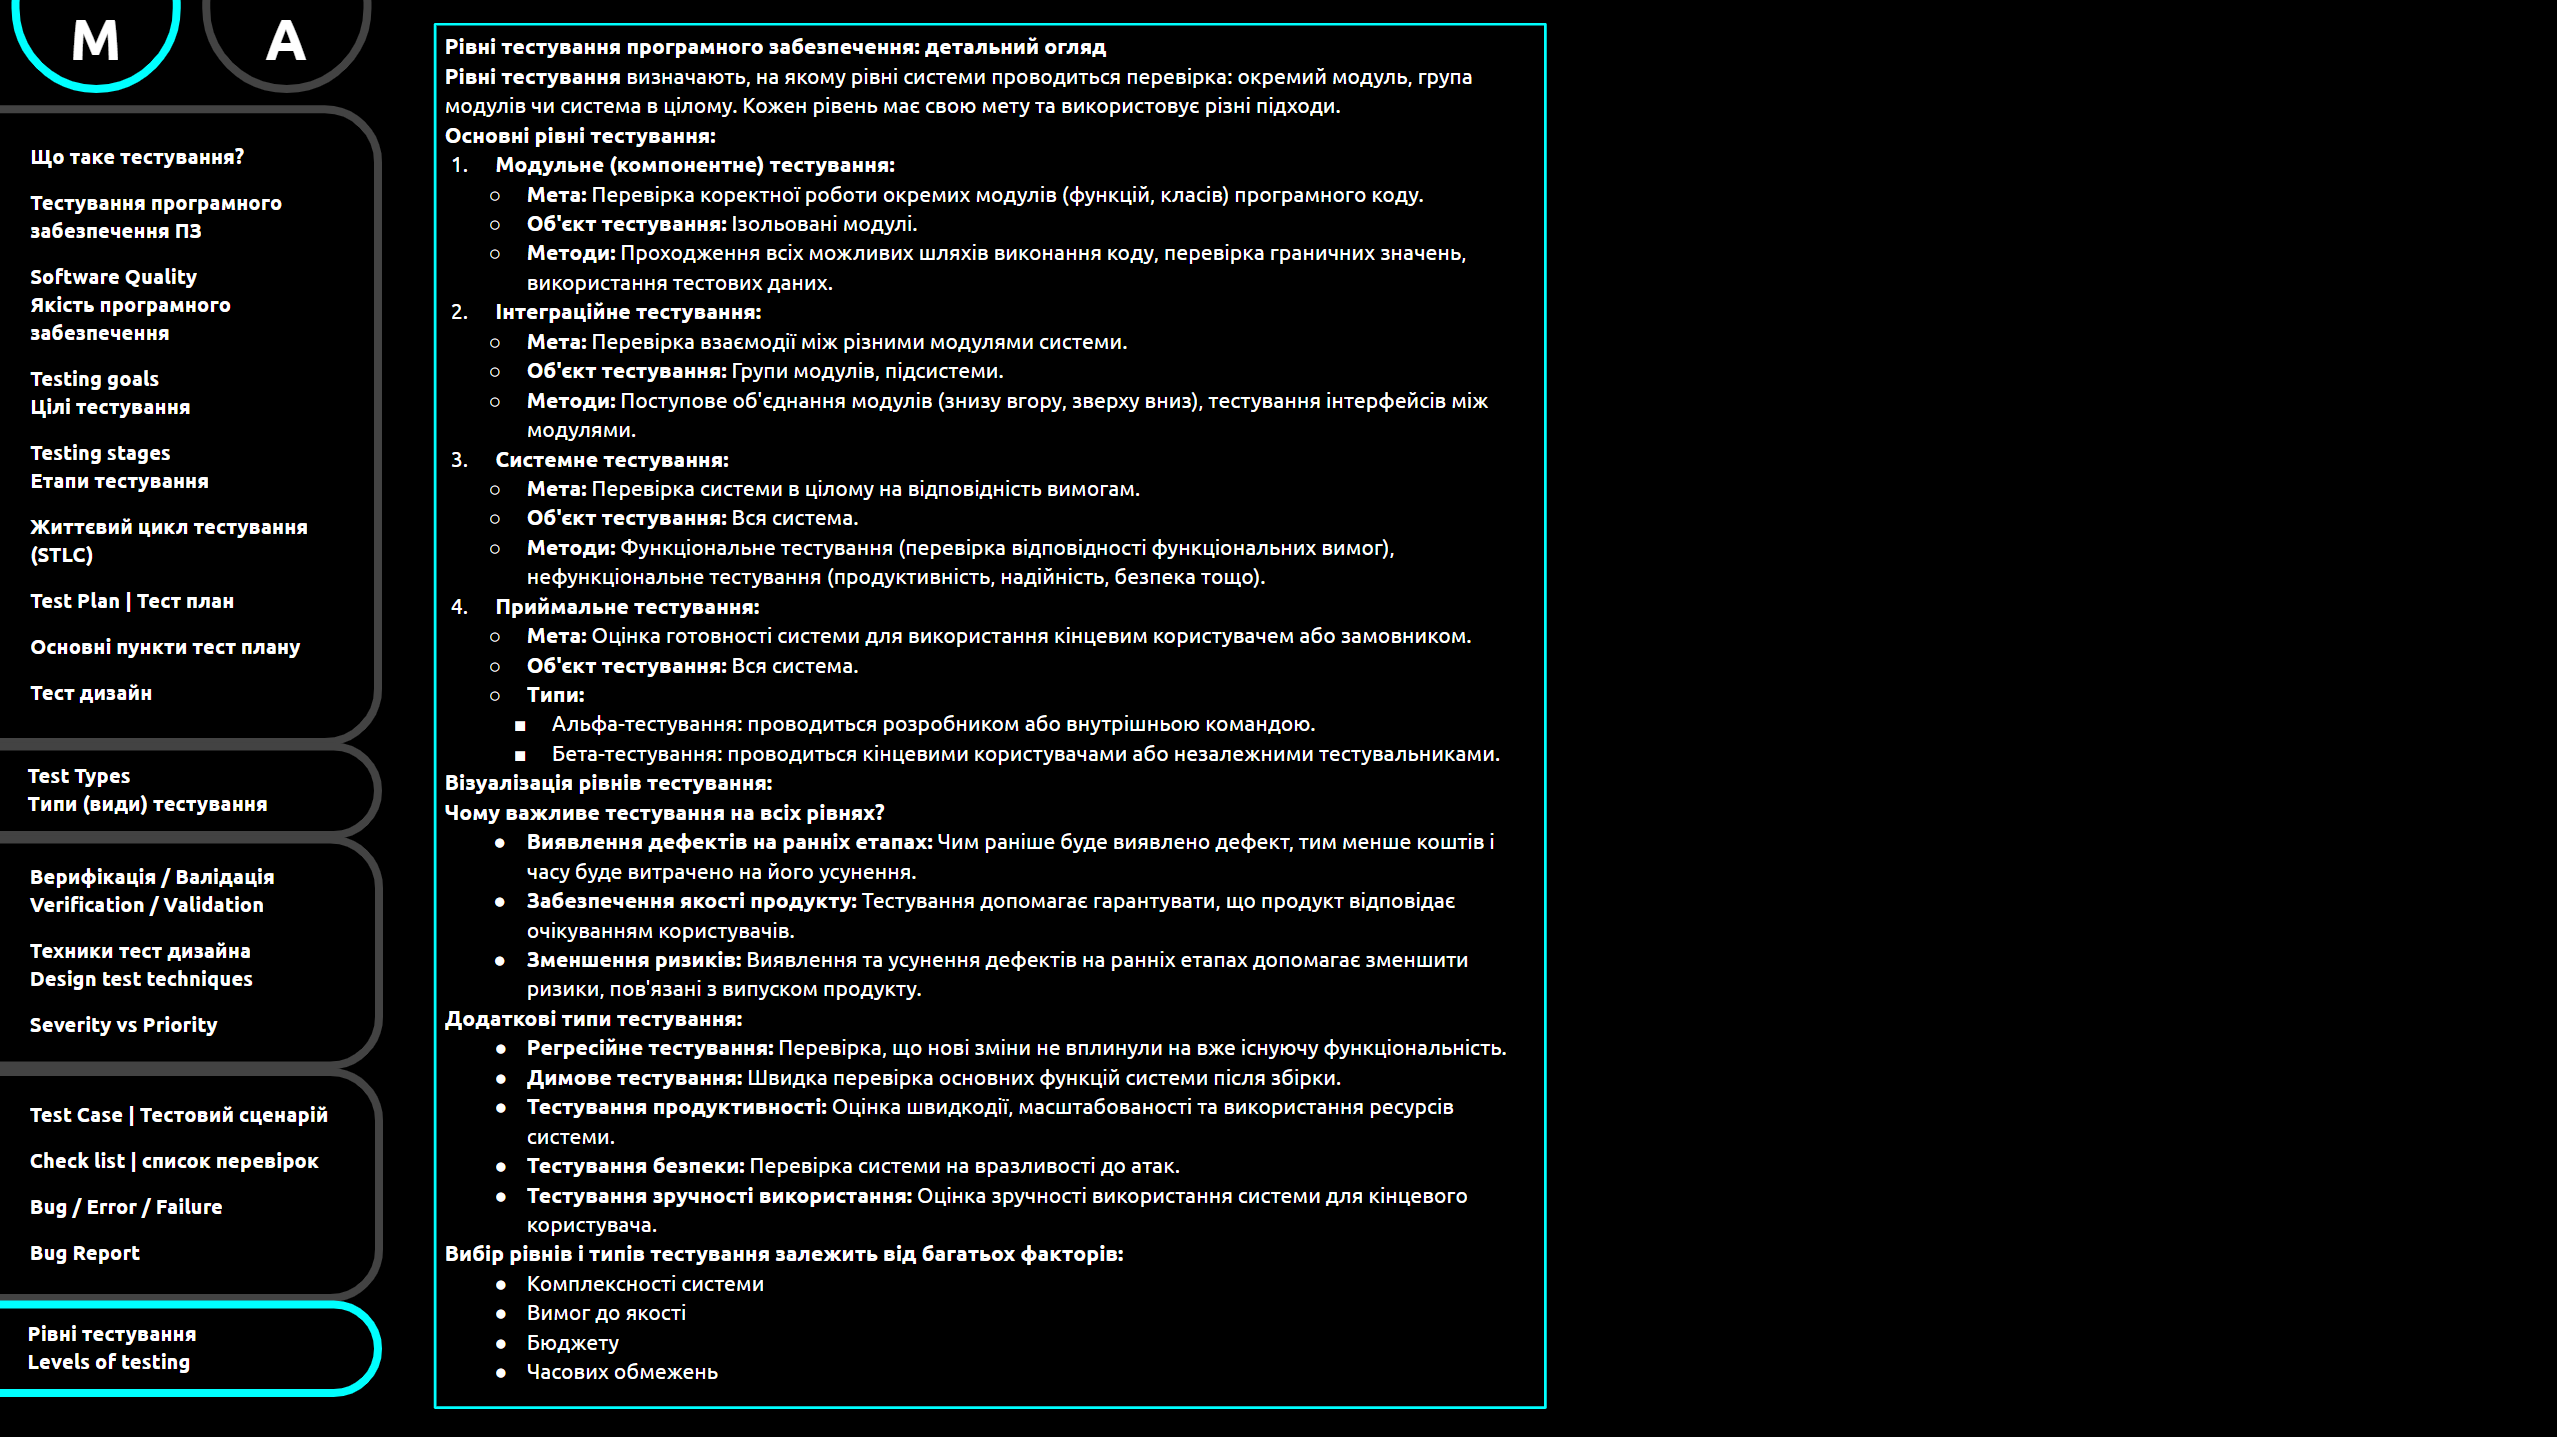 M
A
Що таке тестування?
Тестування програмного
забезпечення ПЗ
Software Quality
Якість програмного
забезпечення
Testing goals
Цілі тестування
Testing stages
Етапи тестування
Життєвий цикл тестування
(STLC)
Test Plan | Тест план
Основні пункти тест плану
Тест дизайн
Test Types
Типи (види) тестування
Верифікація / Валідація
Verification / Validation
Техники тест дизайна
Design test techniques
Severity vs Priority
Test Case | Тестовий сценарій
Check list | список перевірок
Bug / Error / Failure
Bug Report
Рівні тестування
Levels of testing
Рівні тестування програмного забезпечення: детальний огляд
Рівні тестування визначають, на якому рівні системи проводиться перевірка: окремий модуль, група
модулів чи система в цілому. Кожен рівень має свою мету та використовує різні підходи.
Основні рівні тестування:
1. Модульне (компонентне) тестування:
○ Мета: Перевірка коректної роботи окремих модулів (функцій, класів) програмного коду.
○ Об'єкт тестування: Ізольовані модулі.
○ Методи: Проходження всіх можливих шляхів виконання коду, перевірка граничних значень,
використання тестових даних.
2. Інтеграційне тестування:
○ Мета: Перевірка взаємодії між різними модулями системи.
○ Об'єкт тестування: Групи модулів, підсистеми.
○ Методи: Поступове об'єднання модулів (знизу вгору, зверху вниз), тестування інтерфейсів між
модулями.
3. Системне тестування:
○ Мета: Перевірка системи в цілому на відповідність вимогам.
○ Об'єкт тестування: Вся система.
○ Методи: Функціональне тестування (перевірка відповідності функціональних вимог),
нефункціональне тестування (продуктивність, надійність, безпека тощо).
4. Приймальне тестування:
○ Мета: Оцінка готовності системи для використання кінцевим користувачем або замовником.
○ Об'єкт тестування: Вся система.
○ Типи:
■ Альфа-тестування: проводиться розробником або внутрішньою командою.
■ Бета-тестування: проводиться кінцевими користувачами або незалежними тестувальниками.
Візуалізація рівнів тестування:
Чому важливе тестування на всіх рівнях?
● Виявлення дефектів на ранніх етапах: Чим раніше буде виявлено дефект, тим менше коштів і
часу буде витрачено на його усунення.
● Забезпечення якості продукту: Тестування допомагає гарантувати, що продукт відповідає
очікуванням користувачів.
● Зменшення ризиків: Виявлення та усунення дефектів на ранніх етапах допомагає зменшити
ризики, пов'язані з випуском продукту.
Додаткові типи тестування:
● Регресійне тестування: Перевірка, що нові зміни не вплинули на вже існуючу функціональність.
● Димове тестування: Швидка перевірка основних функцій системи після збірки.
● Тестування продуктивності: Оцінка швидкодії, масштабованості та використання ресурсів
системи.
● Тестування безпеки: Перевірка системи на вразливості до атак.
● Тестування зручності використання: Оцінка зручності використання системи для кінцевого
користувача.
Вибір рівнів і типів тестування залежить від багатьох факторів:
● Комплексності системи
● Вимог до якості
● Бюджету
● Часових обмежень